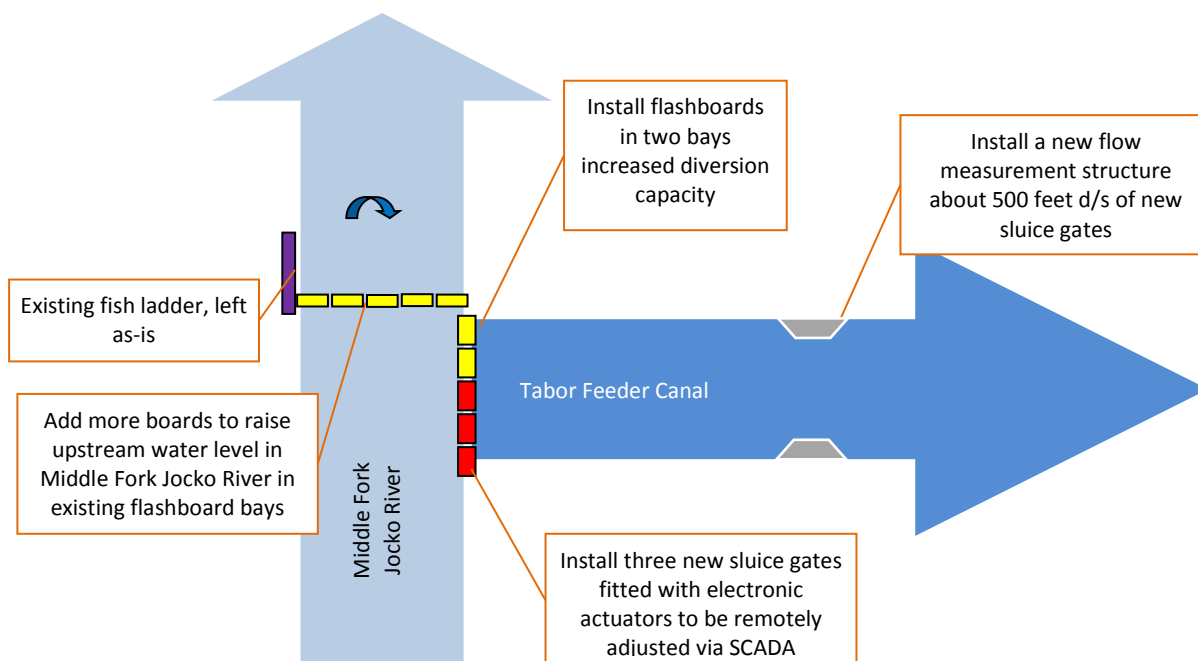 Install flashboards
in two bays
increased diversion
capacity
Install a new flow
measurement structure
about 500 feet d/s of new
sluice gates
Existing fish ladder, left
as-is
Tabor Feeder Canal
Add more boards to raise
upstream water level in
Middle Fork Jocko River in
existing flashboard bays
Middle Fork
Jocko River
Install three new sluice gates
fitted with electronic
actuators to be remotely
adjusted via SCADA